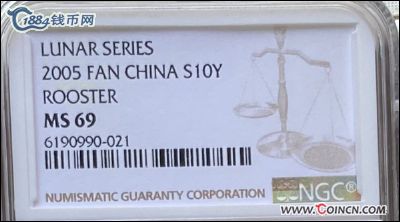 1884钱币网
LUNAR SERIES
2005 FAN CHINA S10Y
ROOSTER
MS 69
6190990-021
NUMISMATIC GUARANTY CORPORATION
NGC
www.COINCN.com